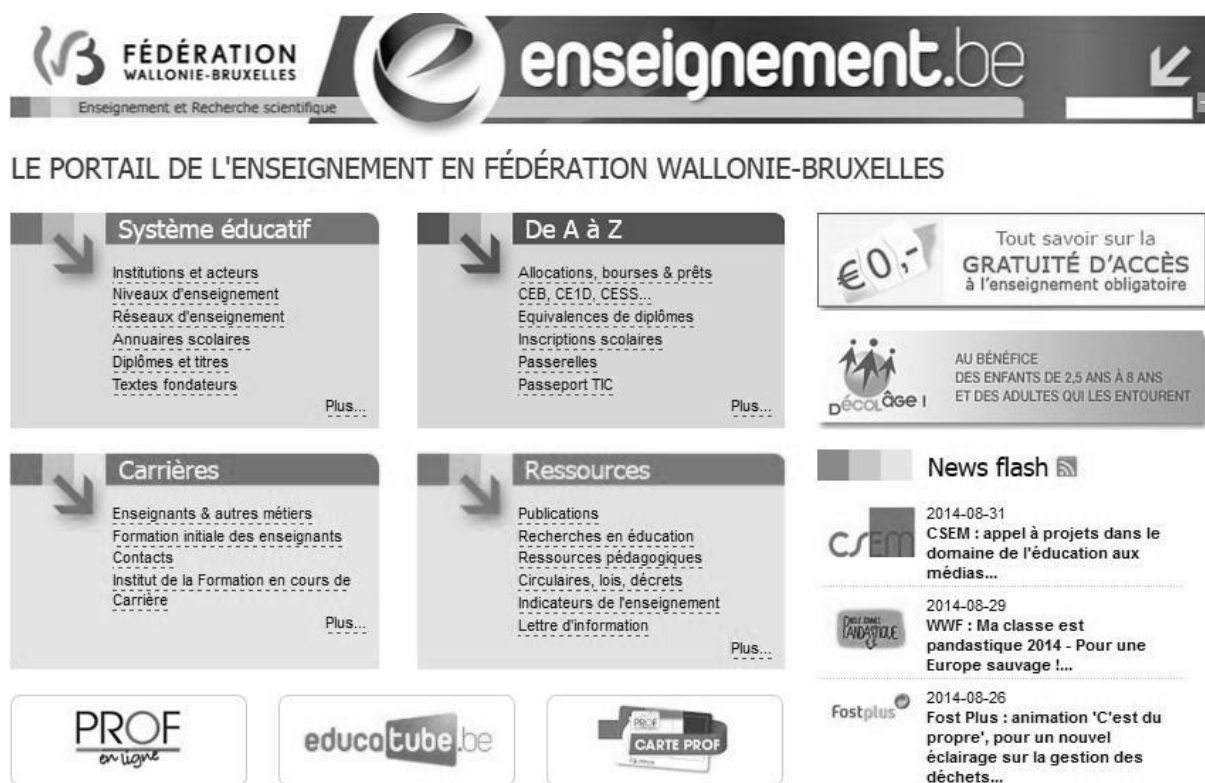 FÉDÉRATION
WALLONIE-BRUXELLES
enseignement.be
Enseignement et Recherche scientifique
LE PORTAIL DE L'ENSEIGNEMENT EN FÉDÉRATION WALLONIE-BRUXELLES
Système éducatif
Institutions et acteurs
Niveaux d'enseignement
Réseaux d'enseignement
Annuaires scolaires
Diplômes et titres
Textes fondateurs
Plus...
De A à Z
Allocations, bourses & prêts
CEB, CE1D, CESS...
Equivalences de diplômes
Inscriptions scolaires
Passerelles
Passeport TIC
Plus...
€0,-
Tout savoir sur la
GRATUITÉ D'ACCÈS
à l'enseignement obligatoire
DÉCOLÂGE !
AU BÉNÉFICE
DES ENFANTS DE 2,5 ANS À 8 ANS
ET DES ADULTES QUI LES ENTOURENT
Carrières
Enseignants & autres métiers
Formation initiale des enseignants
Contacts
Institut de la Formation en cours de
Carrière
Plus...
Ressources
Publications
Recherches en éducation
Ressources pédagogiques
Circulaires, lois, décrets
Indicateurs de l'enseignement
Lettre d'information
Plus...
News flash
CSEM
2014-08-31
CSEM : appel à projets dans le
domaine de l'éducation aux
médias...
PANDASTIQUE
2014-08-29
WWF : Ma classe est
pandastique 2014 - Pour une
Europe sauvage !...
Fostplus
2014-08-26
Fost Plus : animation 'C'est du
propre', pour un nouvel
éclairage sur la gestion des
déchets...
PROF
en ligne
educatube.be
PROF
CARTE PROF